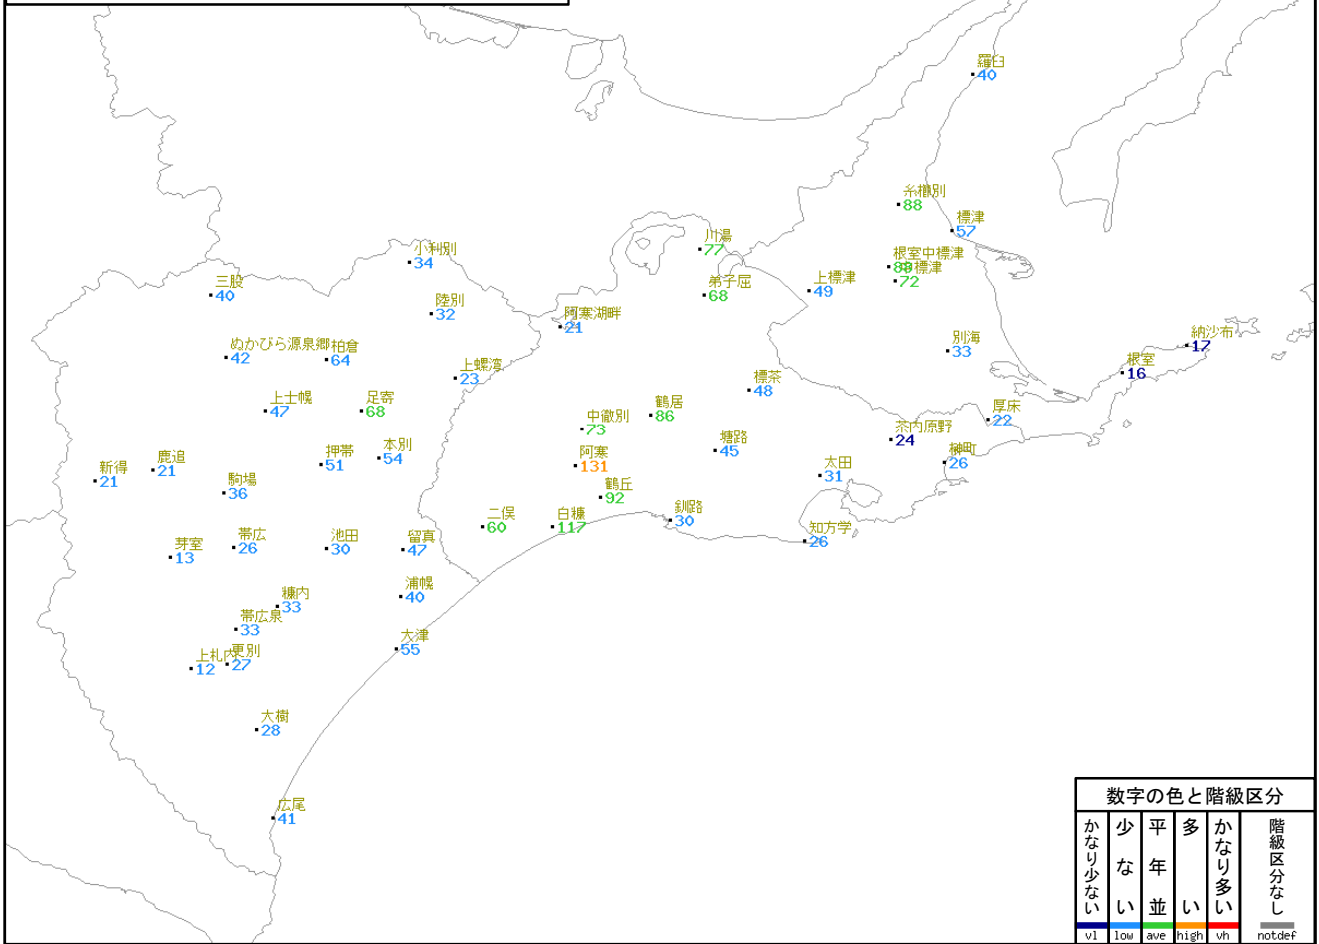 羅臼
40
糸櫛別
88
標津
57
川湯
77
小利別
34
根室中標津
中標津
72
上標津
49
三股
40
弟子屈
68
陸別
32
阿寒湖畔
21
納沙布
17
別海
33
ぬかびら源泉郷
42
柏倉
64
根室
16
上螺湾
23
標茶
48
上士幌
47
足寄
68
鶴居
86
厚床
22
中徹別
73
茶内原野
24
塘路
45
本別
54
押帯
51
榊町
26
阿寒
131
鹿追
21
新得
21
太田
31
駒場
36
鶴丘
92
釧路
30
二俣
60
白糠
117
知方学
26
帯広
26
池田
30
留真
47
芽室
13
浦幌
40
糠内
33
帯広泉
33
大津
55
更別
27
上札内
12
大樹
28
広尾
41
数字の色と階級区分
かなり少ない
少ない
平年並
多い
かなり多い
階級区分なし
vl
low
ave
high
vh
notdef